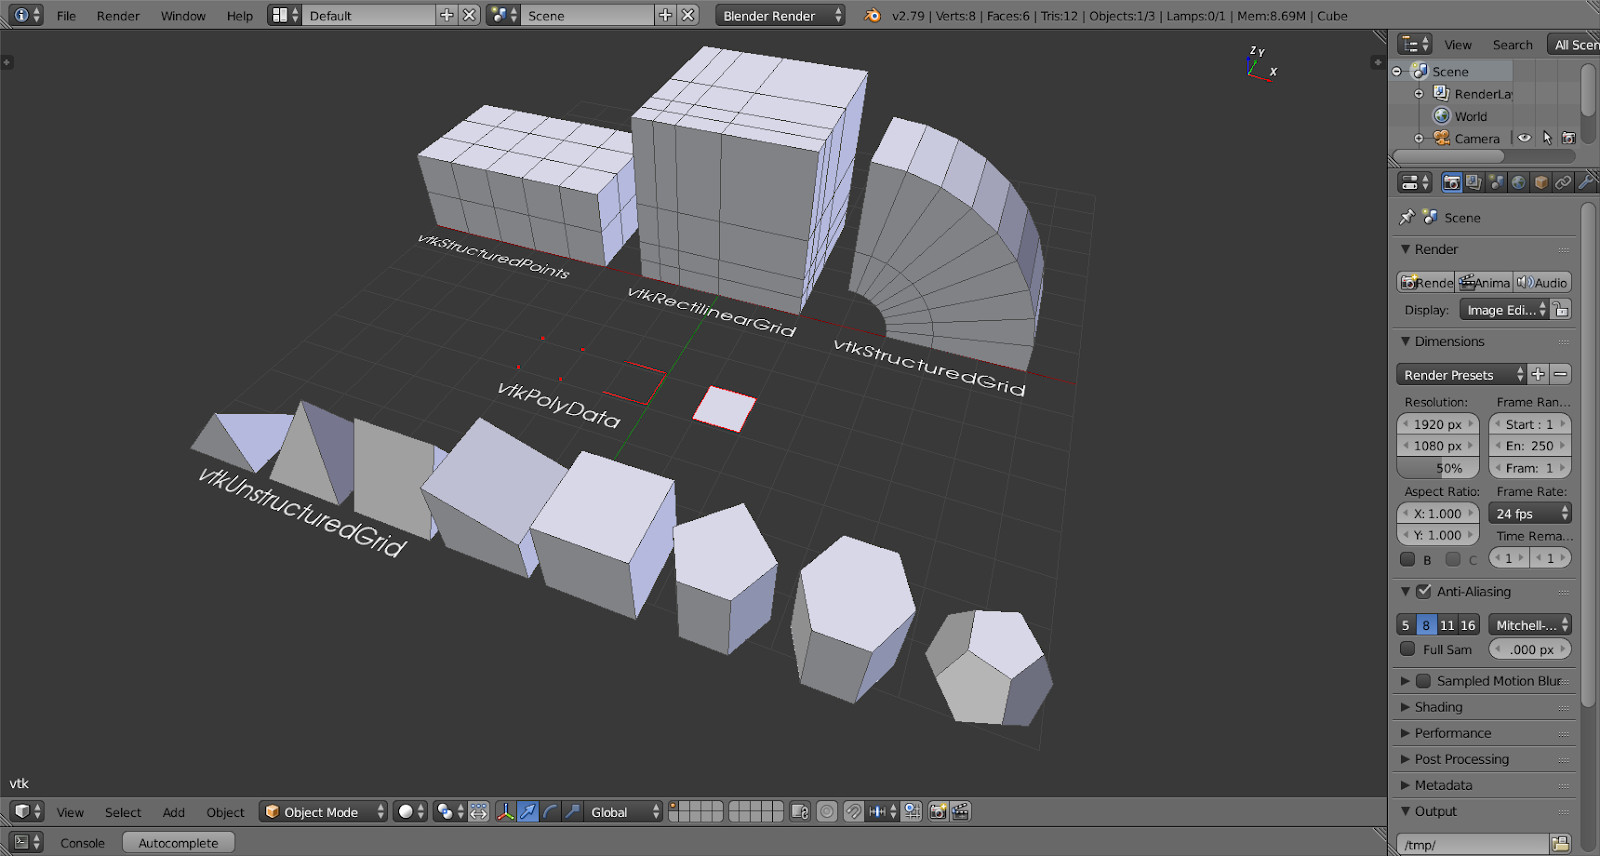 File Render Window Help Default Scene Blender Render v2.79 | Verts:8 | Faces:6 | Tris:12 | Objects:1/3 | Lamps:0/1 | Mem:8.69M | Cube
View Search All Scen
Scene
RenderLay
World
Camera
Z Y
X
vtkStructuredPoints
vtkRectilinearGrid
vtkStructuredGrid
vtkPolyData
vtkUnstructuredGrid
vtk
Scene
Render
Rende Anima Audio
Display: Image Edi...
Dimensions
Render Presets
Resolution: Frame Ran...
1920 px Start : 1
1080 px En: 250
50% Fram: 1
Aspect Ratio: Frame Rate:
X: 1.000 24 fps
Y: 1.000 Time Rema...
B C 1 1
Anti-Aliasing
5 8 11 16 Mitchell-...
Full Sam .000 px
Sampled Motion Blur
Shading
Performance
Post Processing
Metadata
Output
/tmp/
View Select Add Object Object Mode Global
Console Autocomplete